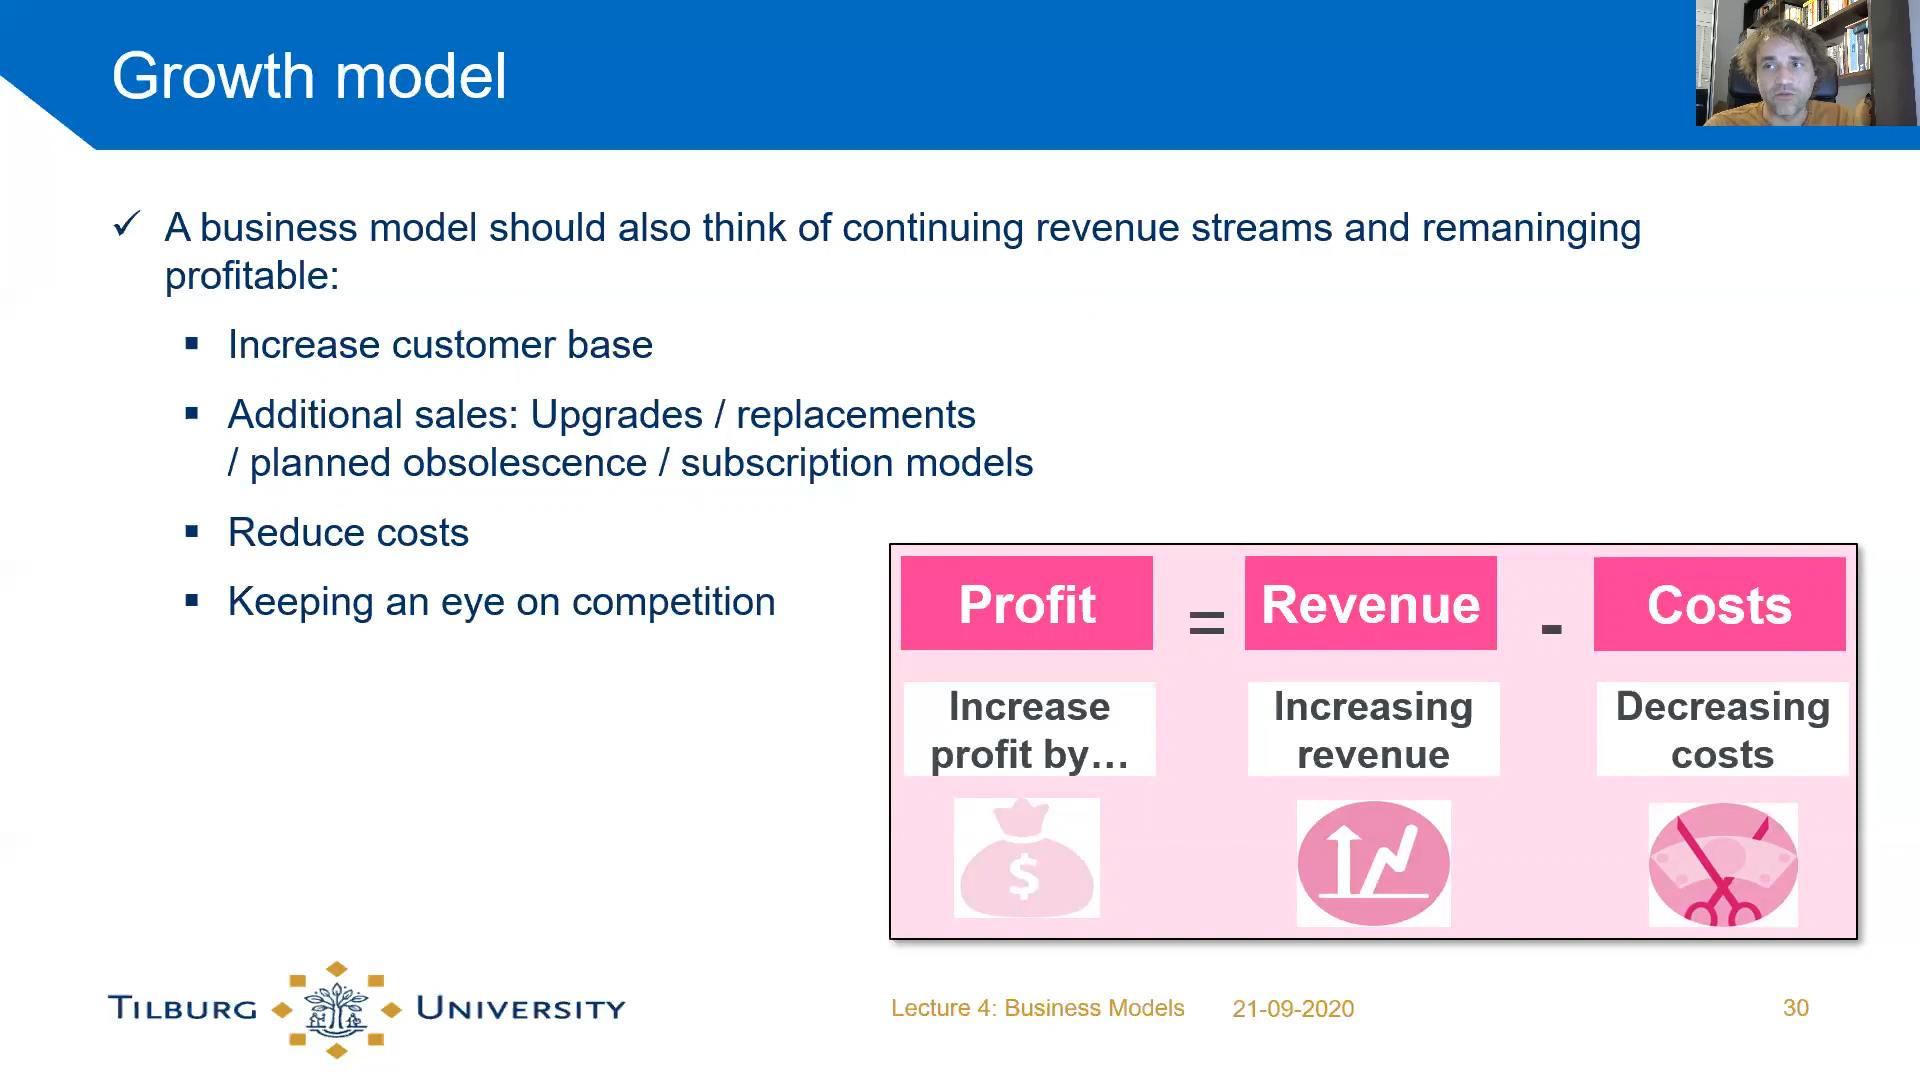 Growth model
✓ A business model should also think of continuing revenue streams and remaninging
profitable:
▪ Increase customer base
▪ Additional sales: Upgrades / replacements
/ planned obsolescence / subscription models
▪ Reduce costs
▪ Keeping an eye on competition
Profit = Revenue - Costs
Increase
profit by…
Increasing
revenue
Decreasing
costs
$
TILBURG UNIVERSITY
Lecture 4: Business Models 21-09-2020 30